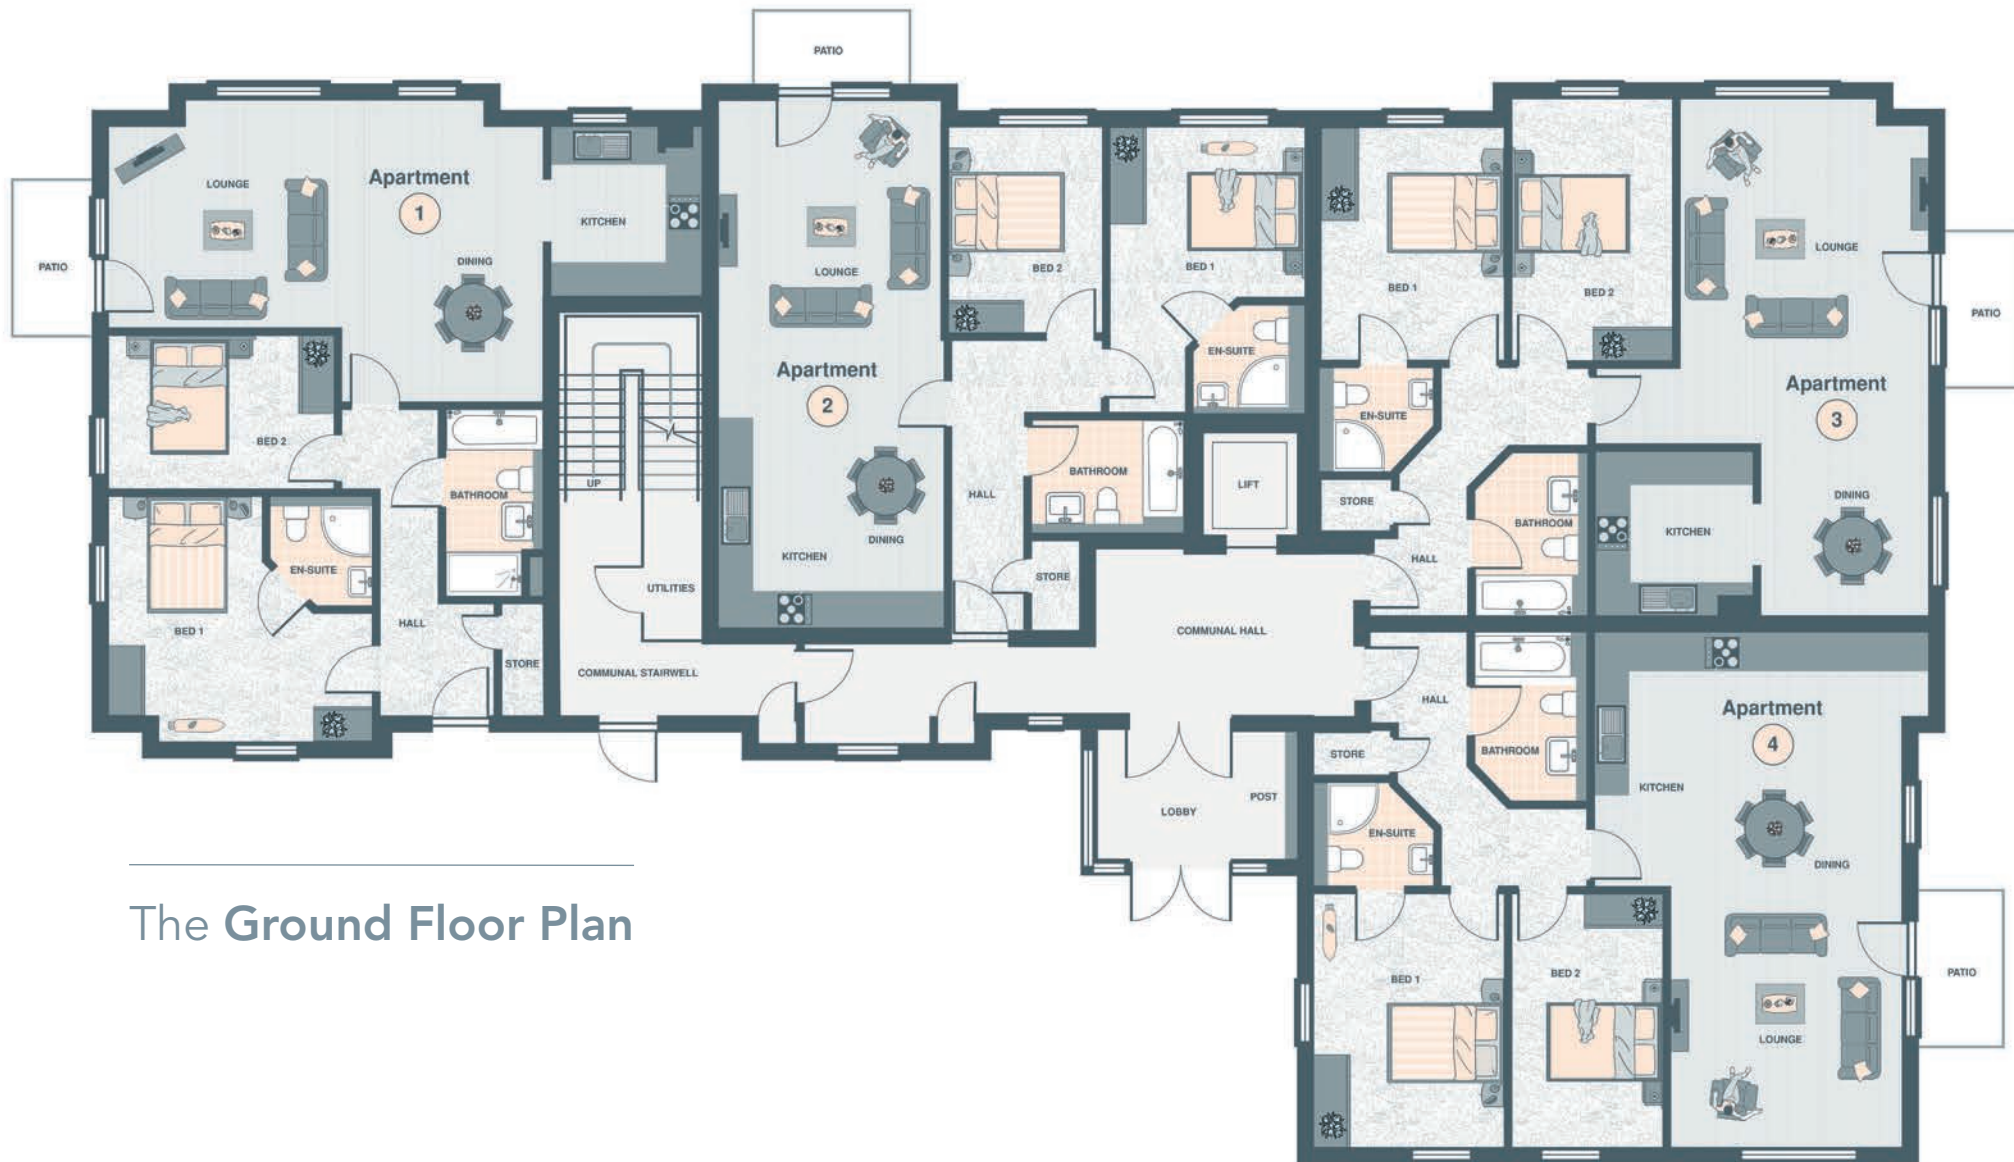 PATIO
Apartment
1
LOUNGE
PATIO
DINING
KITCHEN
BED 2
BATHROOM
EN-SUITE
BED 1
HALL
STORE
UP
UTILITIES
COMMUNAL STAIRWELL
LOUNGE
Apartment
2
KITCHEN
DINING
BED 2
BED 1
EN-SUITE
BATHROOM
HALL
STORE
LIFT
COMMUNAL HALL
LOBBY
POST
BED 1
BED 2
LOUNGE
PATIO
Apartment
3
EN-SUITE
STORE
BATHROOM
HALL
KITCHEN
DINING
HALL
STORE
BATHROOM
EN-SUITE
Apartment
4
KITCHEN
DINING
BED 1
BED 2
LOUNGE
PATIO
The Ground Floor Plan